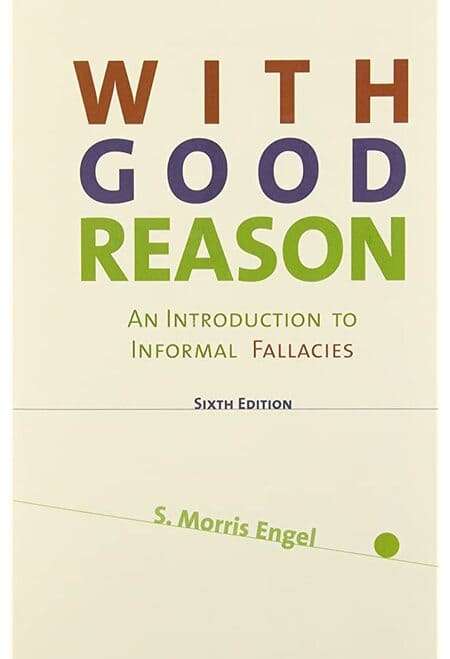 WITH
GOOD
REASON
AN INTRODUCTION TO
INFORMAL FALLACIES
SIXTH EDITION
S. Morris Engel